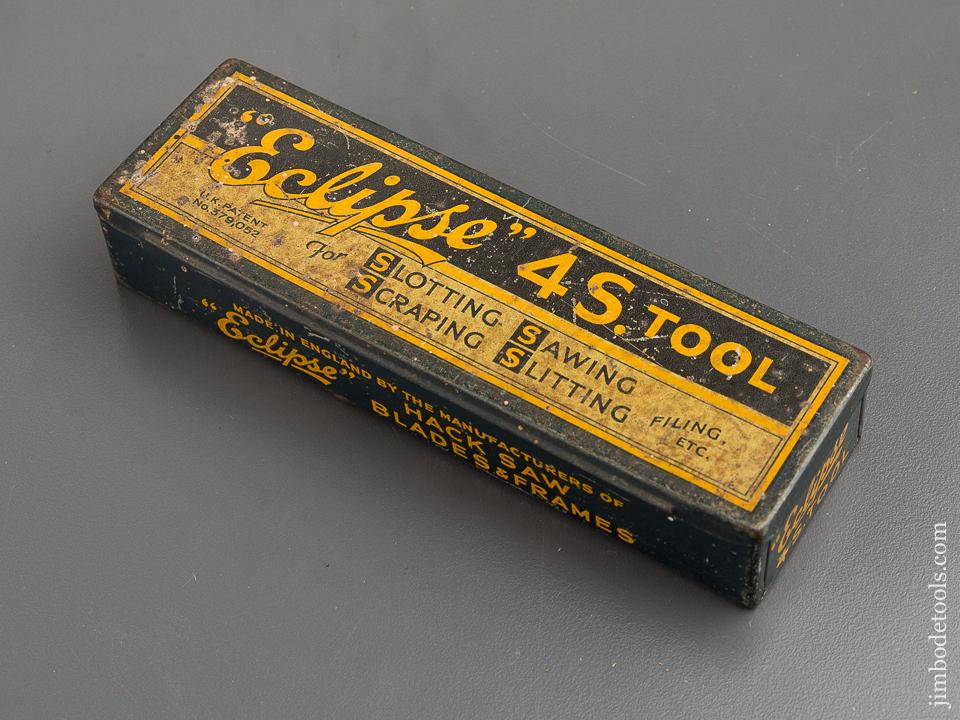 "Eclipse" 4S. TOOL
U.K. PATENT
No. 379,052
For SLOTTING SAWING
SCRAPING SLITTING
FILING,
ETC.
MADE IN ENGLAND BY THE MANUFACTURERS OF
"Eclipse" HACK SAW
BLADES & FRAMES
"Eclipse"
4S. TOOL
jimbodetools.com